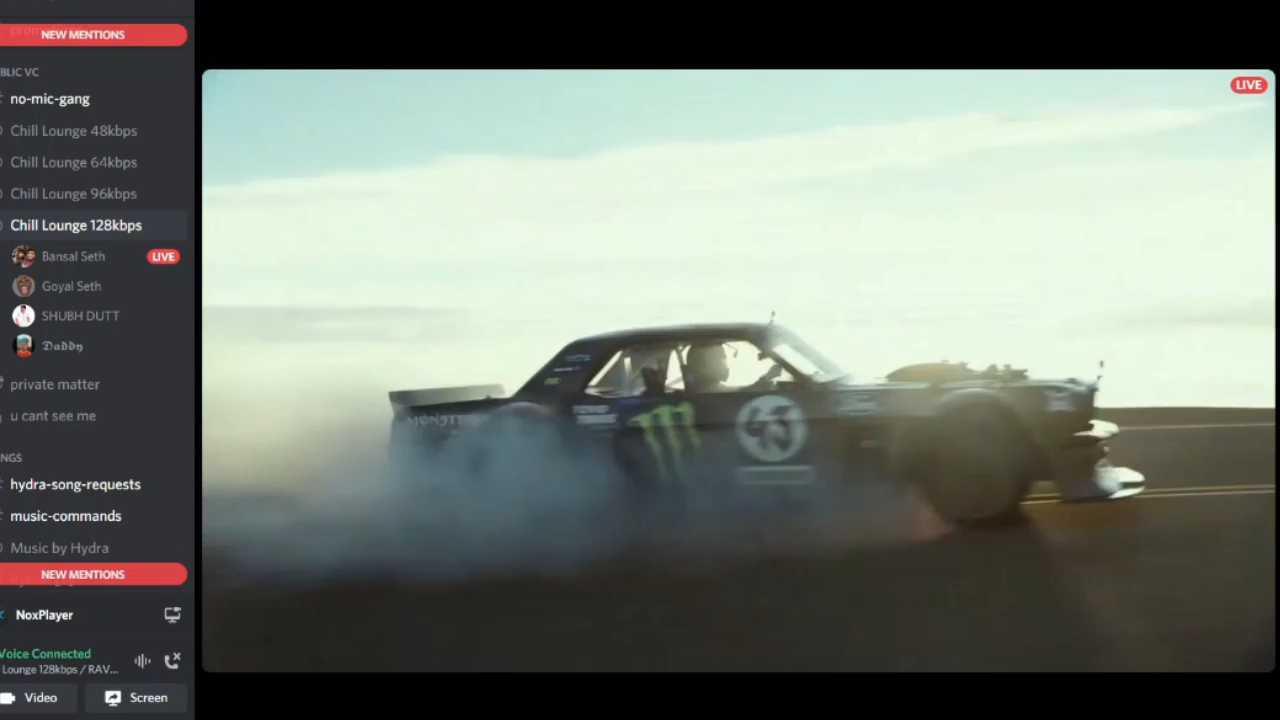 NEW MENTIONS
BLIC VC
no-mic-gang
Chill Lounge 48kbps
Chill Lounge 64kbps
Chill Lounge 96kbps
Chill Lounge 128kbps
Bansal Seth
LIVE
Goyal Seth
SHUBH DUTT
𝕯𝖆𝖉𝖉𝖞
private matter
u cant see me
NGS
hydra-song-requests
music-commands
Music by Hydra
NEW MENTIONS
NoxPlayer
Voice Connected
Lounge 128kbps / RAV...
Video
Screen
LIVE
MONSTER
43